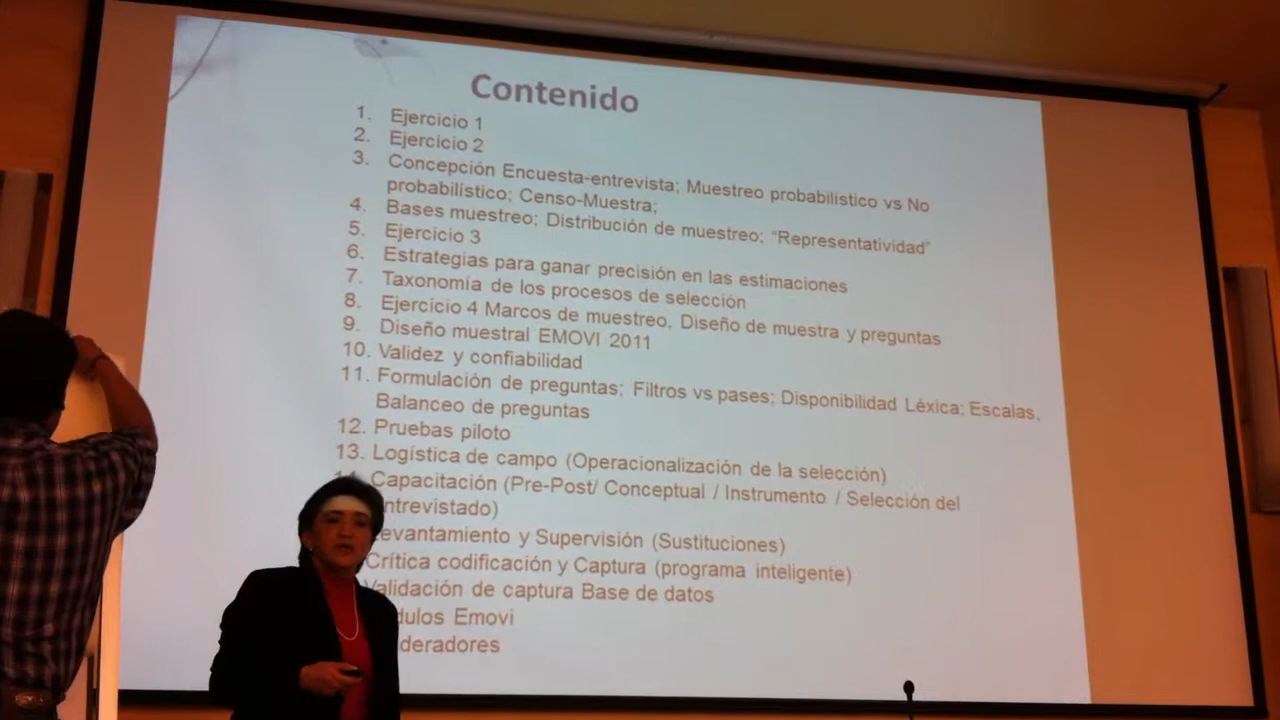 Contenido
1. Ejercicio 1
2. Ejercicio 2
3. Concepción Encuesta-entrevista; Muestreo probabilístico vs No
probabilístico; Censo-Muestra;
4. Bases muestreo; Distribución de muestreo; “Representatividad”
5. Ejercicio 3
6. Estrategias para ganar precisión en las estimaciones
7. Taxonomía de los procesos de selección
8. Ejercicio 4 Marcos de muestreo, Diseño de muestra y preguntas
9. Diseño muestral EMOVI 2011
10. Validez y confiabilidad
11. Formulación de preguntas; Filtros vs pases; Disponibilidad Léxica; Escalas,
Balanceo de preguntas
12. Pruebas piloto
13. Logística de campo (Operacionalización de la selección)
Capacitación (Pre-Post/ Conceptual / Instrumento / Selección del
ntrevistado)
evantamiento y Supervisión (Sustituciones)
Crítica codificación y Captura (programa inteligente)
Validación de captura Base de datos
dulos Emovi
deradores